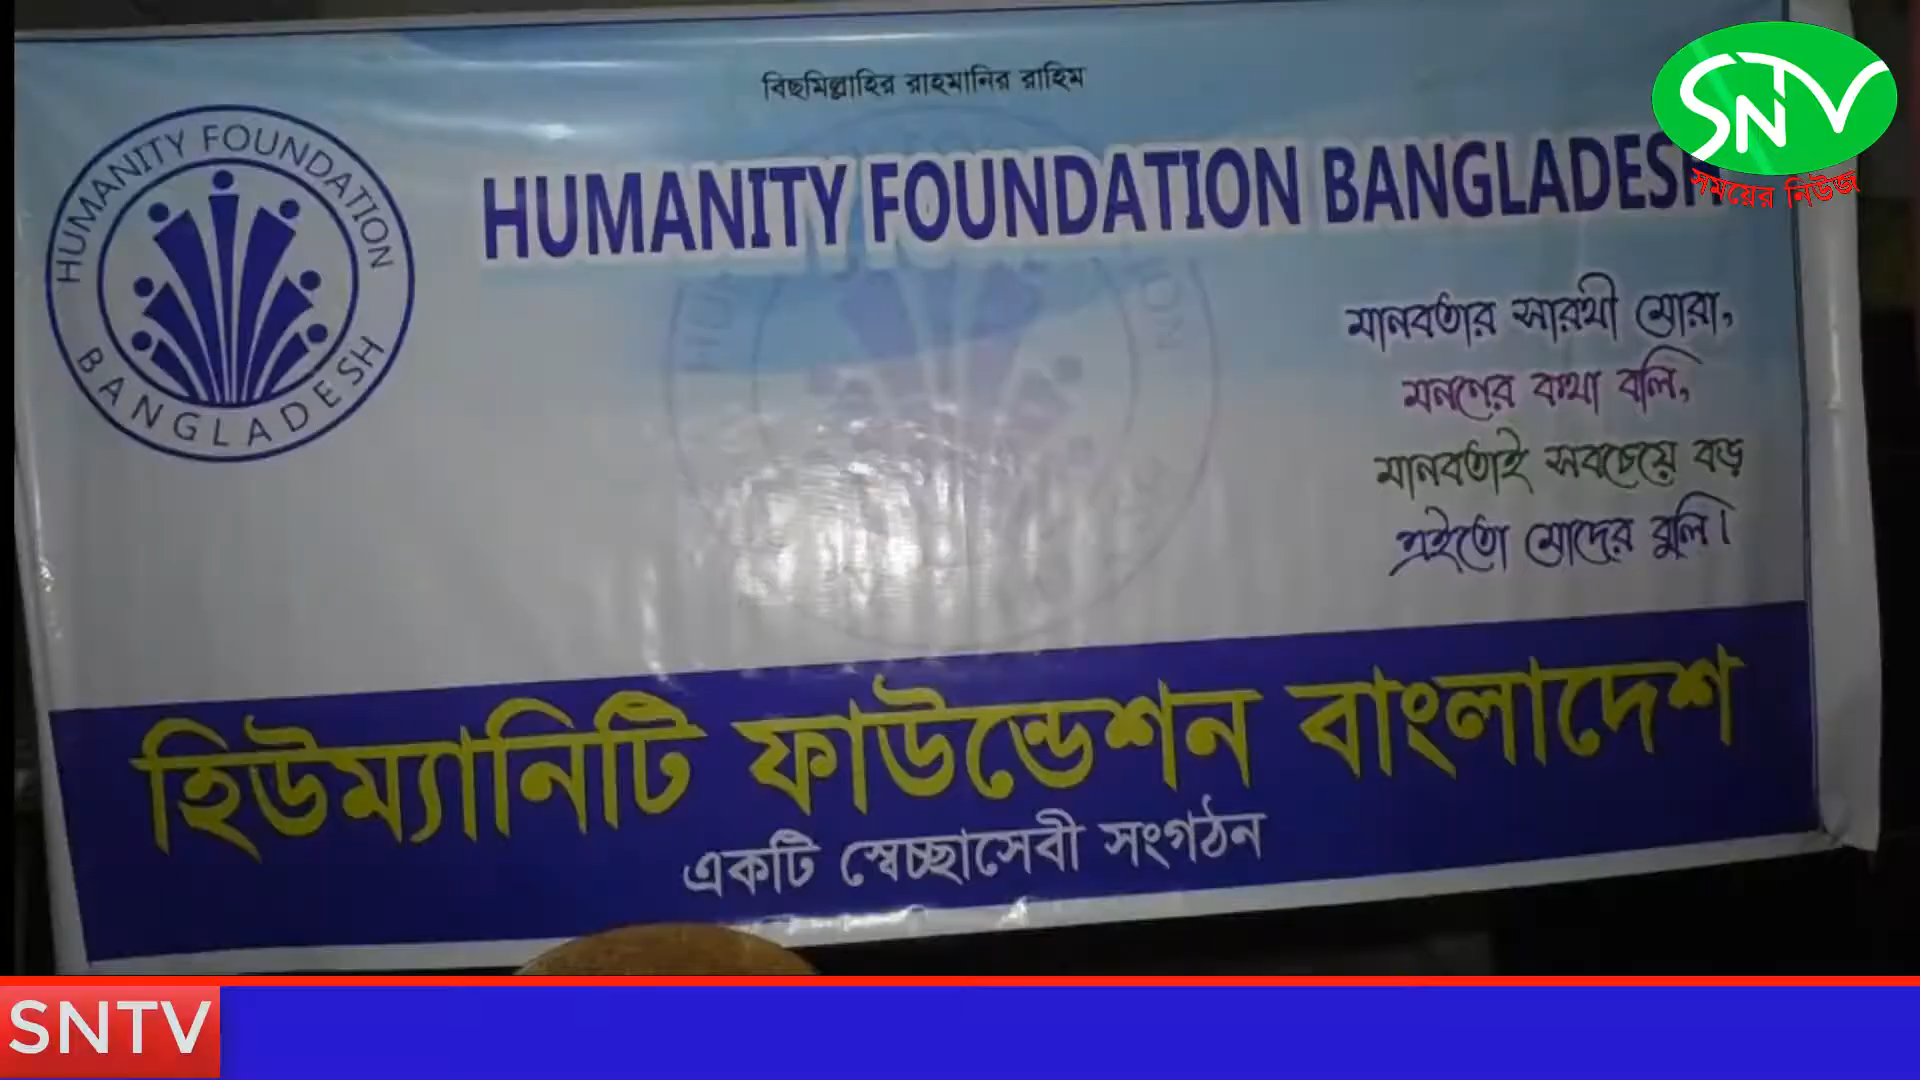 বিছমিল্লাহির রাহমানির রাহিম
SNTV
সময়ের নিউজ
HUMANITY FOUNDATION BANGLADESH
HUMANITY FOUNDATION
BANGLADESH
মানবতার সারথী মোরা,
মননের কথা বলি,
মানবতাই সবচেয়ে বড়
এইতো মোদের বুলি।
হিউম্যানিটি ফাউন্ডেশন বাংলাদেশ
একটি স্বেচ্ছাসেবী সংগঠন
SNTV